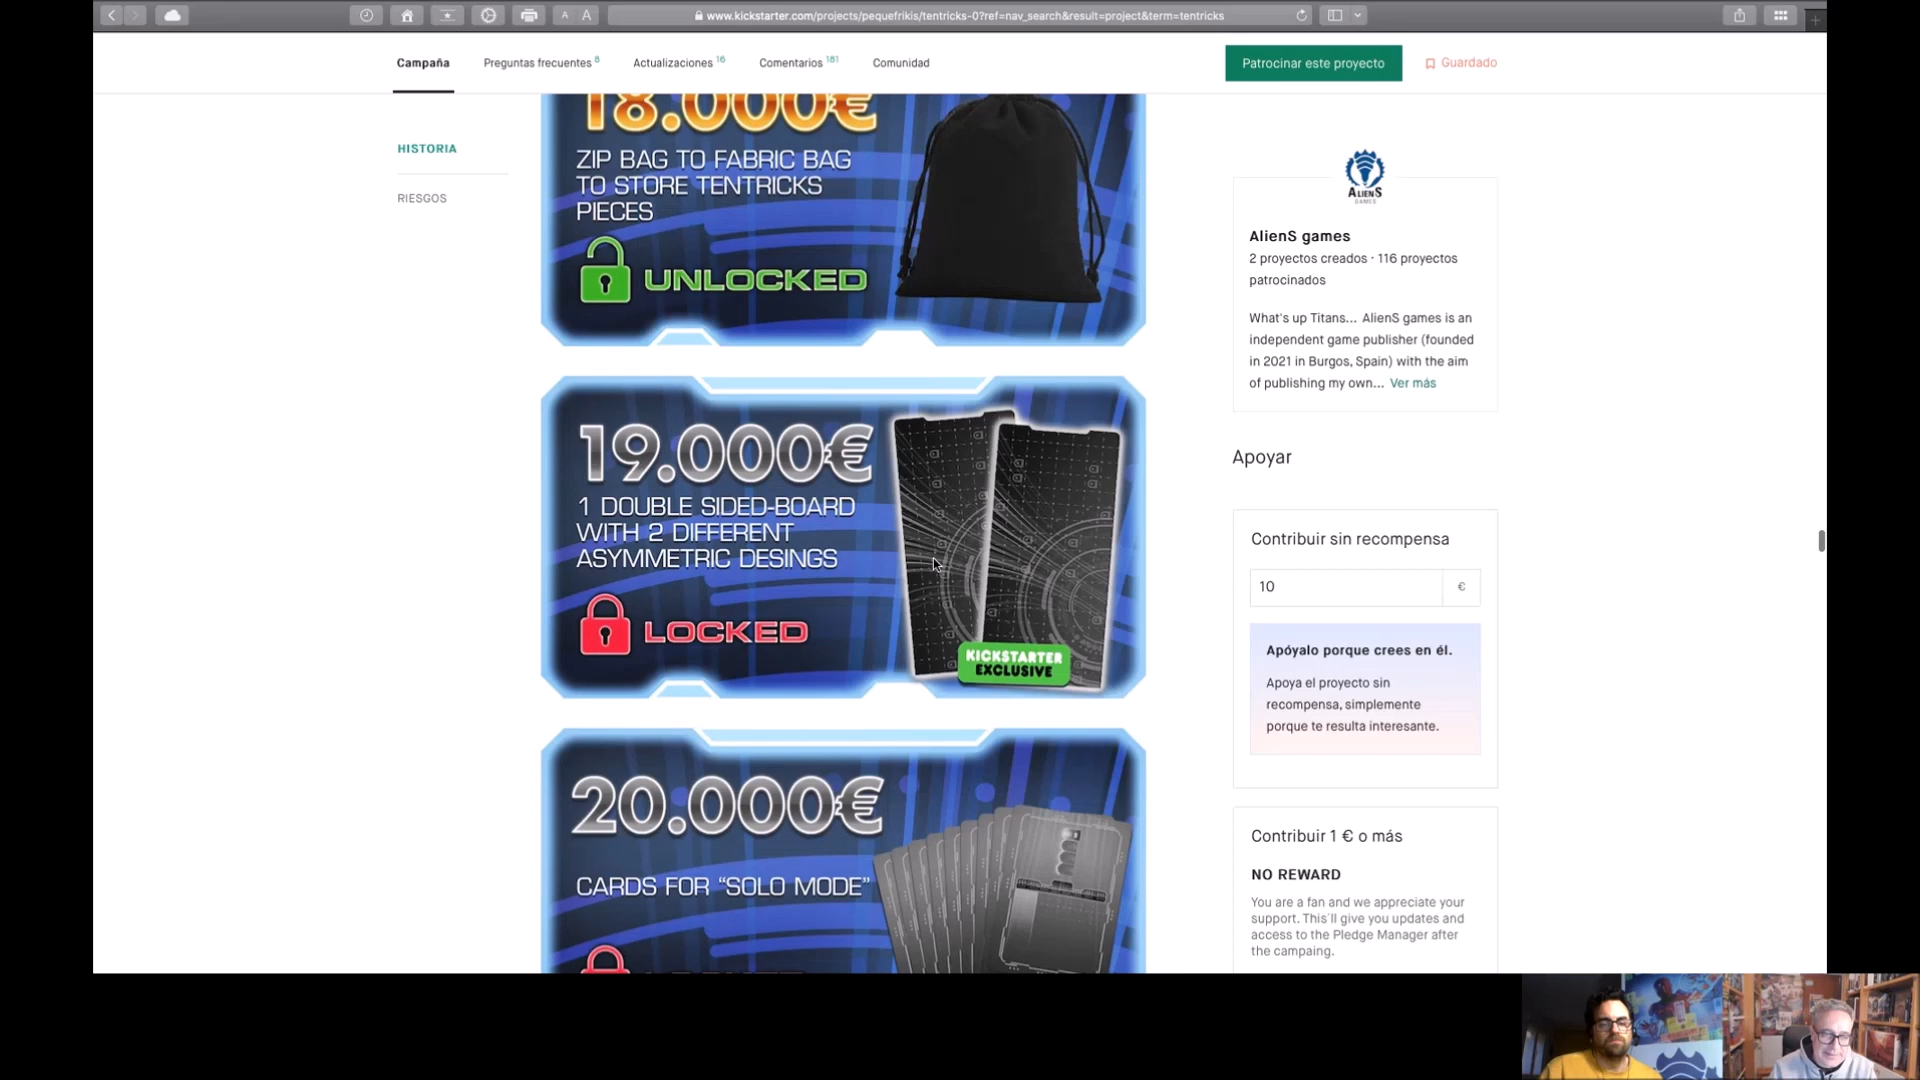 www.kickstarter.com/projects/pequefrikis/tentricks-0?ref=nav_search&result=project&term=tentricks
A A
Campaña Preguntas frecuentes 8 Actualizaciones 16 Comentarios 181 Comunidad
Patrocinar este proyecto Guardado
HISTORIA
RIESGOS
18.000€
ZIP BAG TO FABRIC BAG
TO STORE TENTRICKS
PIECES
UNLOCKED
19.000€
1 DOUBLE SIDED-BOARD
WITH 2 DIFFERENT
ASYMMETRIC DESINGS
LOCKED
KICKSTARTER
EXCLUSIVE
20.000€
CARDS FOR “SOLO MODE”
ALIENS
GAMES
AlienS games
2 proyectos creados · 116 proyectos
patrocinados
What's up Titans... AlienS games is an
independent game publisher (founded
in 2021 in Burgos, Spain) with the aim
of publishing my own... Ver más
Apoyar
Contribuir sin recompensa
10 €
Apóyalo porque crees en él.
Apoya el proyecto sin
recompensa, simplemente
porque te resulta interesante.
Contribuir 1 € o más
NO REWARD
You are a fan and we appreciate your
support. This´ll give you updates and
access to the Pledge Manager after
the campaing.